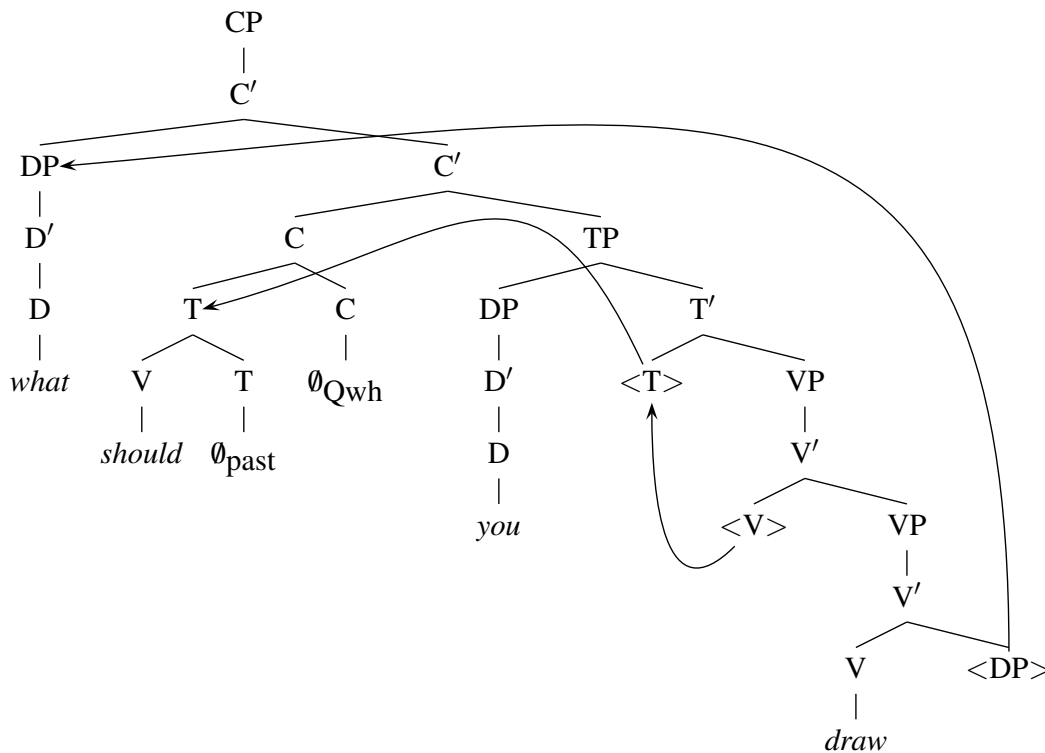 CP
C′
DP C′
D′ C TP
D T C DP T′
what V T ∅Qwh D′ <T> VP
should ∅past D V′
you <V> VP
V′
V <DP>
draw